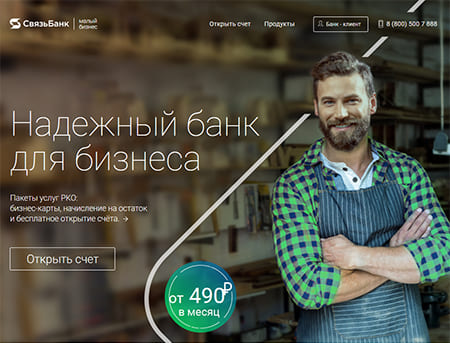 СвязьБанк
малый
бизнес
Открыть счет
Продукты
Банк - клиент
8 (800) 500 7 888
Надежный банк
для бизнеса
Пакеты услуг РКО:
бизнес-карты, начисление на остаток
и бесплатное открытие счёта. →
Открыть счет
от 490₽
в месяц